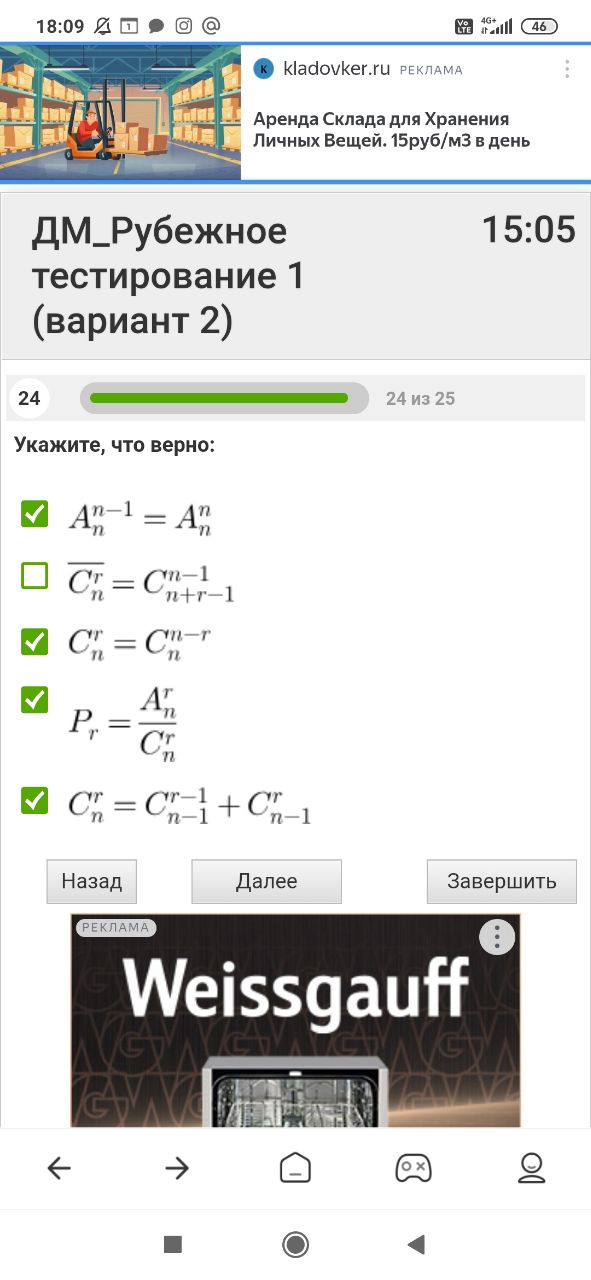 18:09
1
Vo LTE
4G+
46
K kladovker.ru РЕКЛАМА
Аренда Склада для Хранения
Личных Вещей. 15руб/м3 в день
ДМ_Рубежное 15:05
тестирование 1
(вариант 2)
24 24 из 25
Укажите, что верно:
A_n^{n-1} = A_n^n
\overline{C_n^r} = C_{n+r-1}^{n-1}
C_n^r = C_n^{n-r}
P_r = \frac{A_n^r}{C_n^r}
C_n^r = C_{n-1}^{r-1} + C_{n-1}^r
Назад Далее Завершить
РЕКЛАМА
Weissgauff